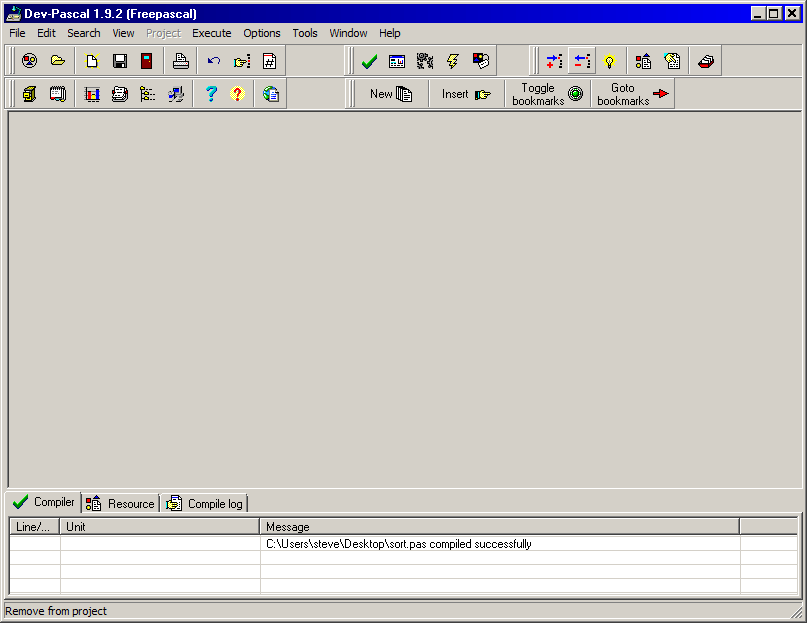 Dev-Pascal 1.9.2 (Freepascal)
File Edit Search View Project Execute Options Tools Window Help
New Insert Toggle bookmarks Goto bookmarks
Compiler Resource Compile log
Line/... Unit Message
C:\Users\steve\Desktop\sort.pas compiled successfully
Remove from project